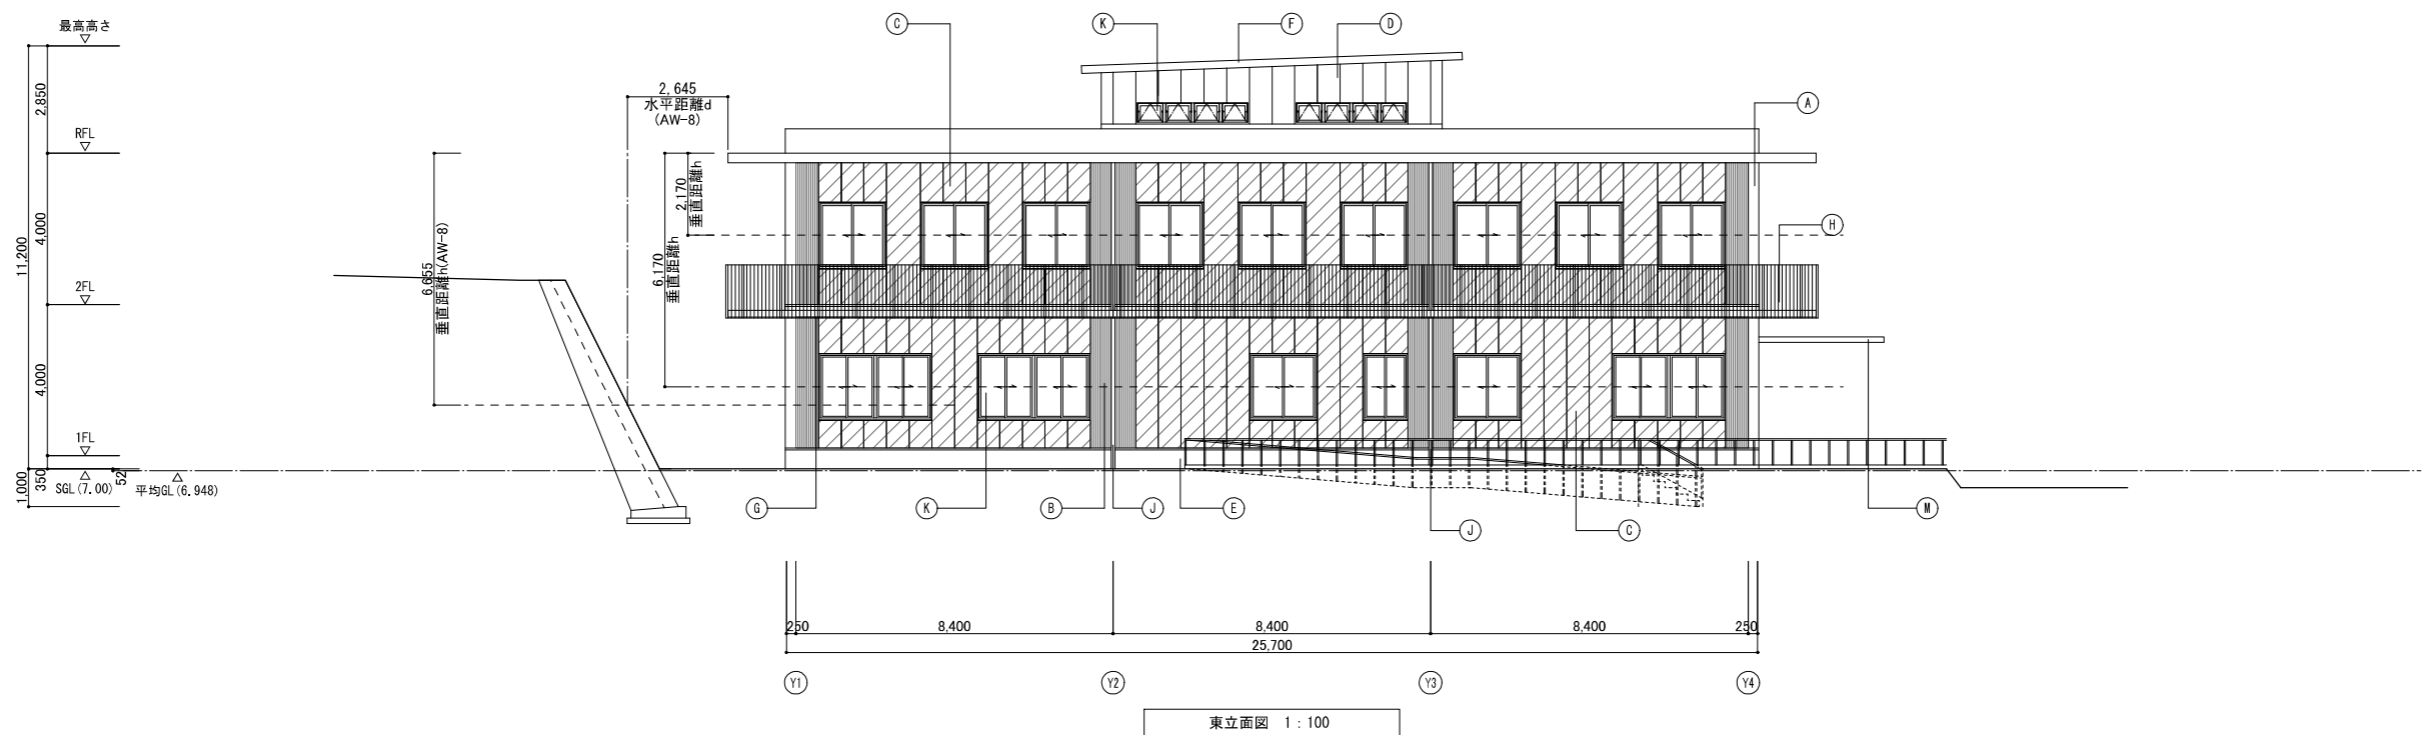 最高高さ
C
K
F
D
2,850
2,645
水平距離d
(AW-8)
A
RFL
11,200
4,000
6,655
垂直距離h(AW-8)
6,170
垂直距離h
2,170
垂直距離h
H
2FL
4,000
1FL
1,000
350
SGL(7.00)
52
平均GL(6.948)
G
K
B
J
E
J
C
M
250
8,400
8,400
8,400
250
25,700
Y1
Y2
Y3
Y4
東立面図 1：100